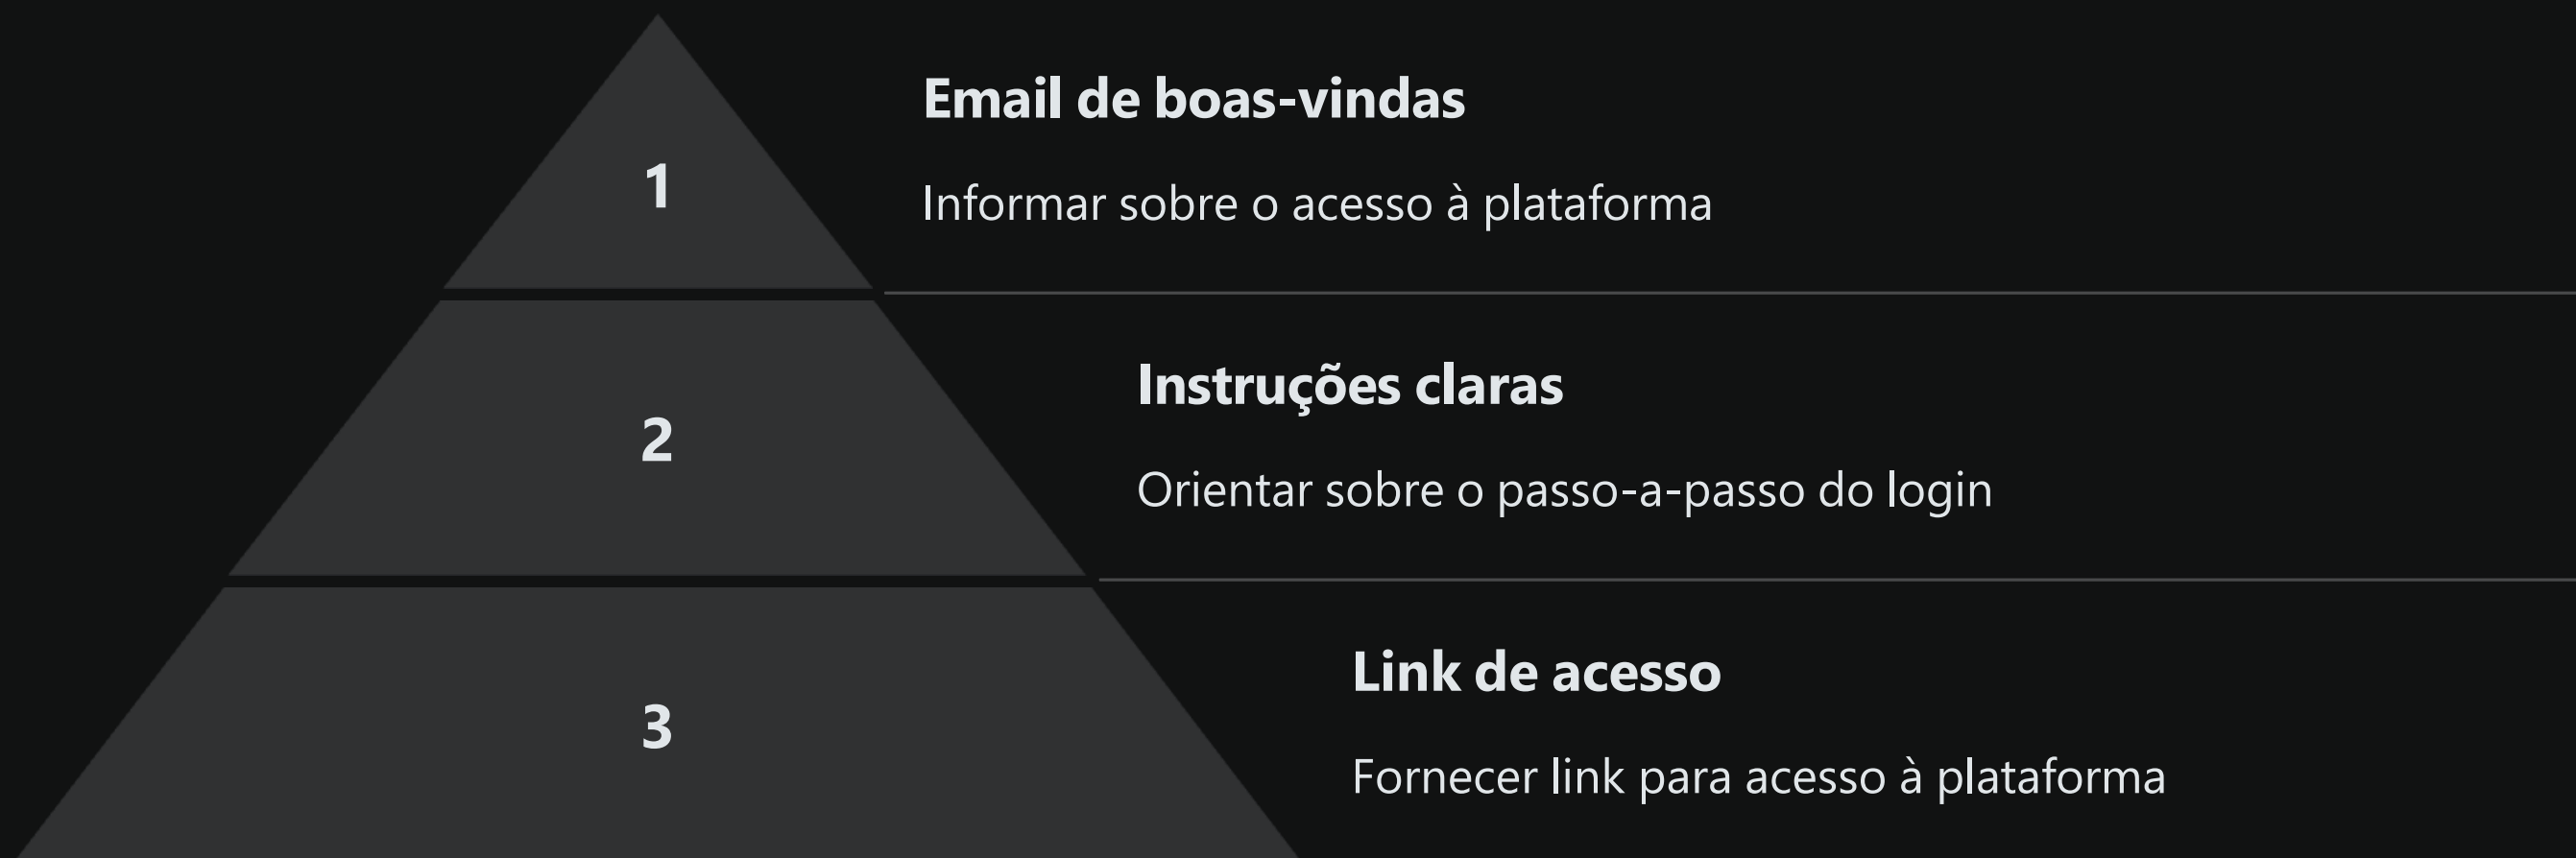 1
Email de boas-vindas
Informar sobre o acesso à plataforma
2
Instruções claras
Orientar sobre o passo-a-passo do login
3
Link de acesso
Fornecer link para acesso à plataforma